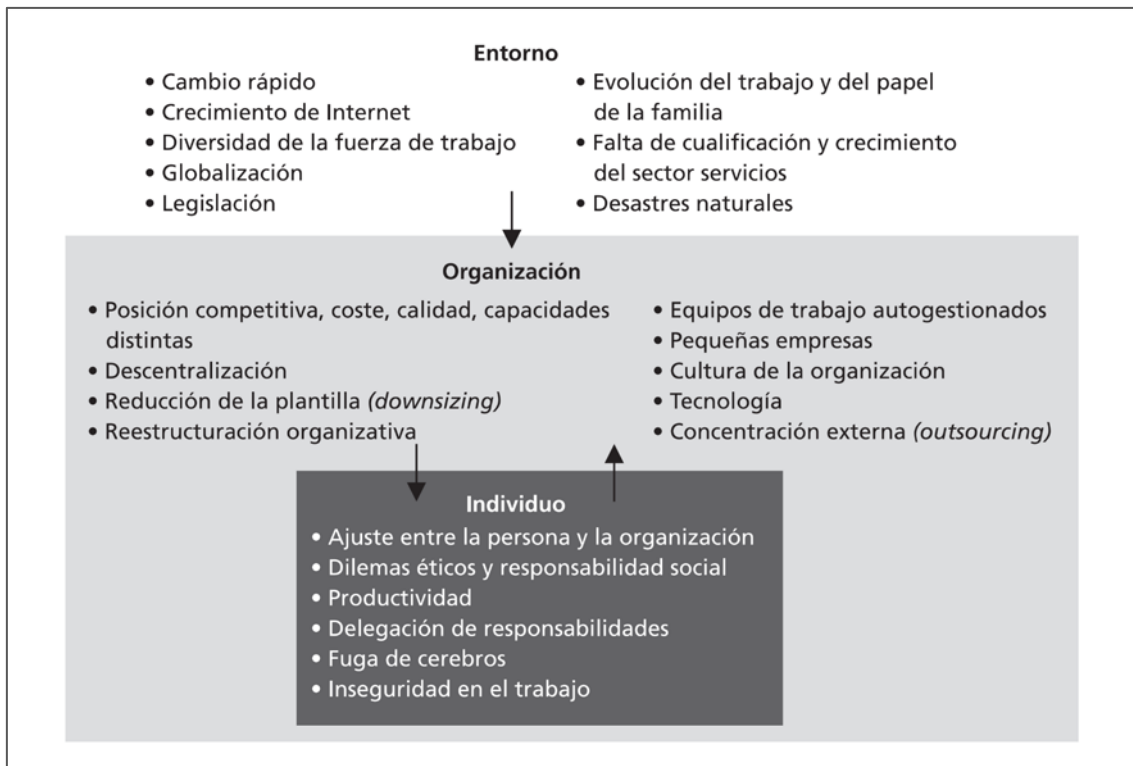 Entorno
• Cambio rápido
• Crecimiento de Internet
• Diversidad de la fuerza de trabajo
• Globalización
• Legislación
• Evolución del trabajo y del papel
de la familia
• Falta de cualificación y crecimiento
del sector servicios
• Desastres naturales
Organización
• Posición competitiva, coste, calidad, capacidades
distintas
• Descentralización
• Reducción de la plantilla (downsizing)
• Reestructuración organizativa
• Equipos de trabajo autogestionados
• Pequeñas empresas
• Cultura de la organización
• Tecnología
• Concentración externa (outsourcing)
Individuo
• Ajuste entre la persona y la organización
• Dilemas éticos y responsabilidad social
• Productividad
• Delegación de responsabilidades
• Fuga de cerebros
• Inseguridad en el trabajo